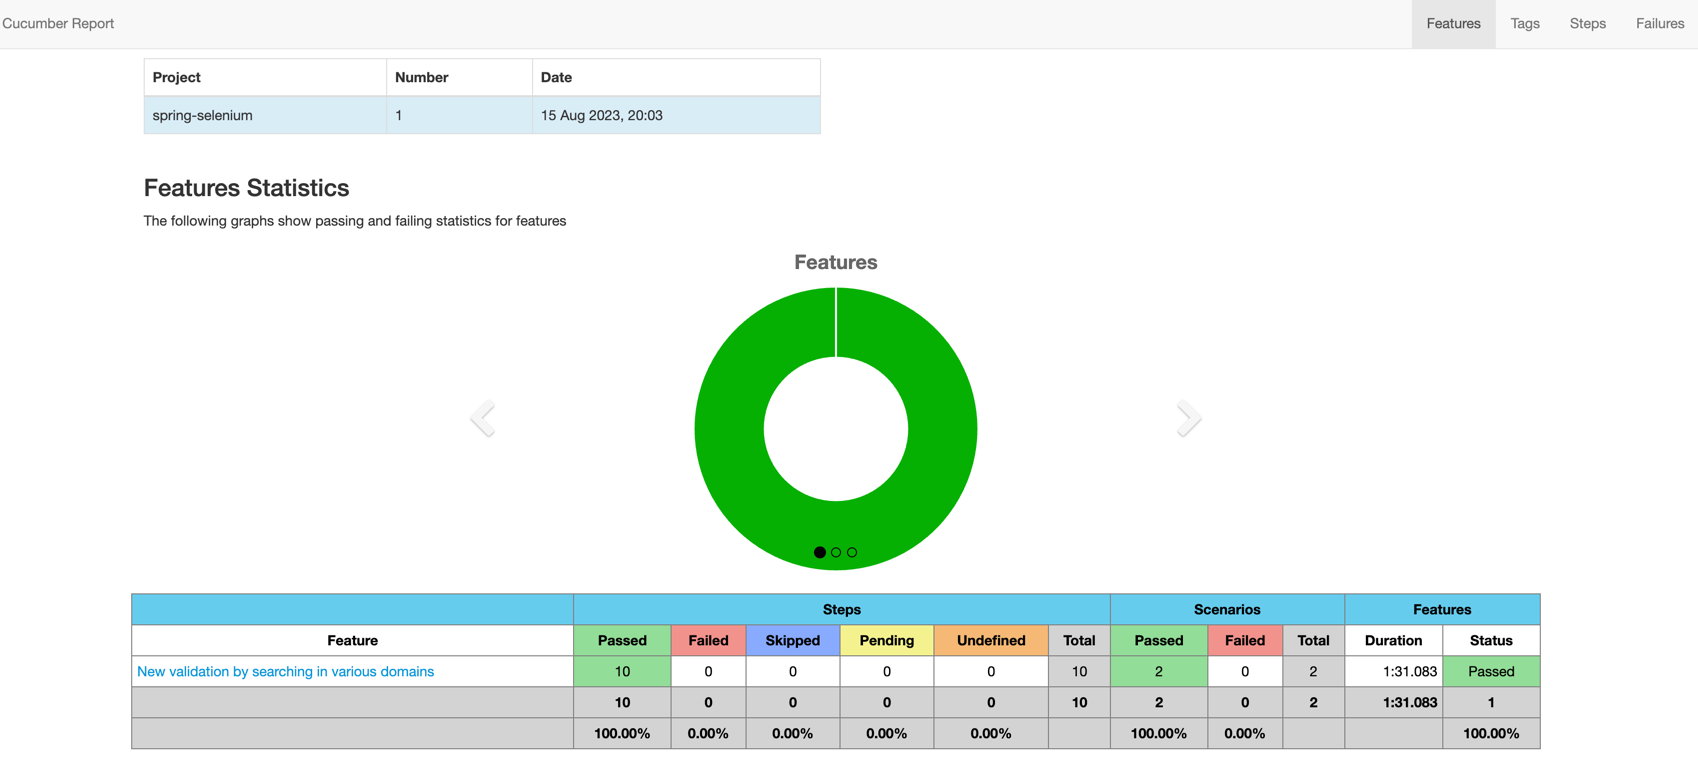 Cucumber Report Features Tags Steps Failures
Project Number Date
spring-selenium 1 15 Aug 2023, 20:03
Features Statistics
The following graphs show passing and failing statistics for features
Features
Steps Scenarios Features
Feature Passed Failed Skipped Pending Undefined Total Passed Failed Total Duration Status
New validation by searching in various domains 10 0 0 0 0 10 2 0 2 1:31.083 Passed
10 0 0 0 0 10 2 0 2 1:31.083 1
100.00% 0.00% 0.00% 0.00% 0.00% 100.00% 0.00% 100.00%